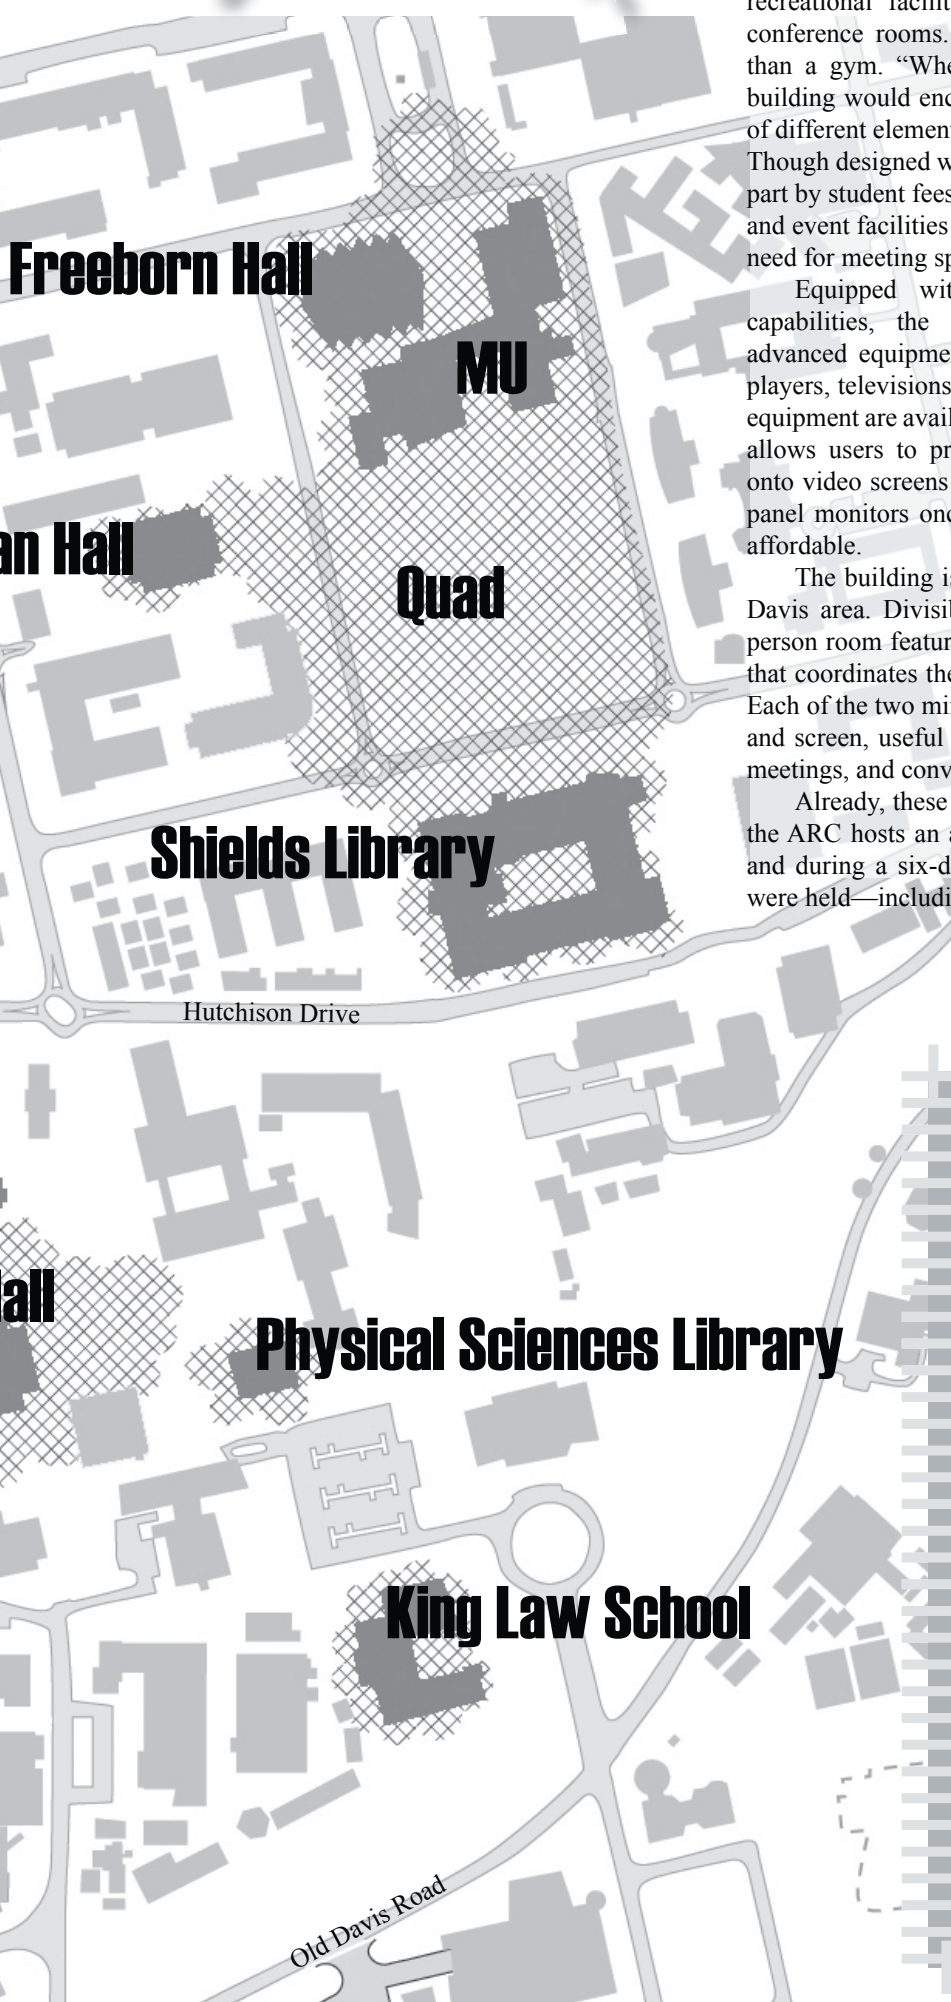 Freeborn Hall
MU
an Hall
Quad
Shields Library
Hutchison Drive
all
Physical Sciences Library
King Law School
Old Davis Road
recreational facilit
conference rooms.
than a gym. “Whe
building would enc
of different element
Though designed w
part by student fees
and event facilities
need for meeting sp
Equipped wit
capabilities, the
advanced equipme
players, televisions
equipment are avail
allows users to pr
onto video screens
panel monitors onc
affordable.
The building is
Davis area. Divisib
person room featur
that coordinates the
Each of the two mi
and screen, useful
meetings, and conv
Already, these
the ARC hosts an a
and during a six-d
were held—includi